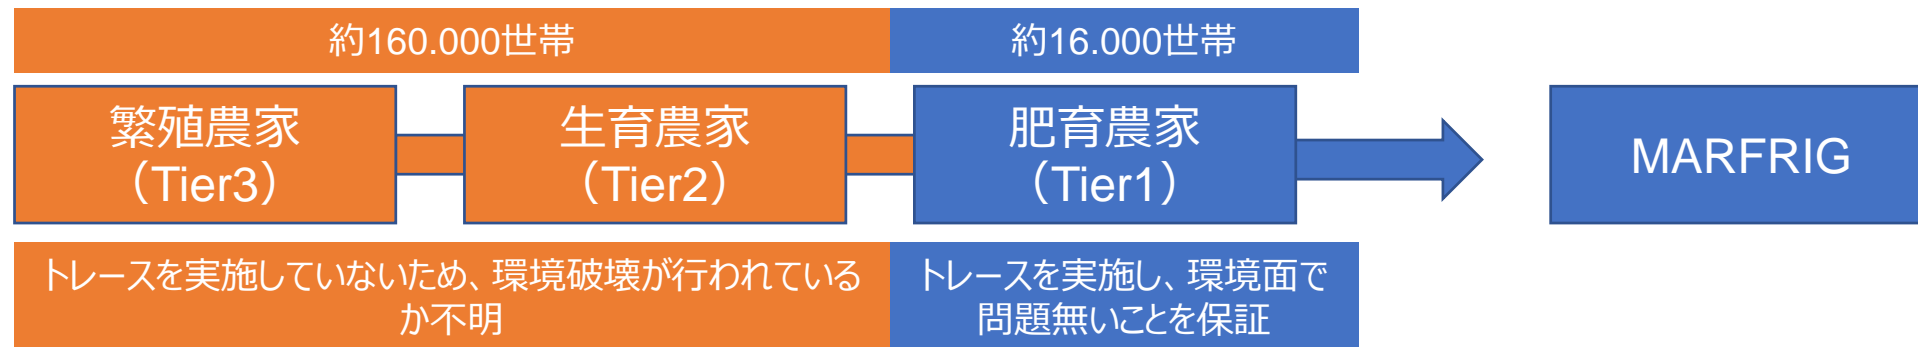 約160.000世帯
約16.000世帯
繁殖農家
（Tier3）
生育農家
（Tier2）
肥育農家
（Tier1）
MARFRIG
トレースを実施していないため、環境破壊が行われている
か不明
トレースを実施し、環境面で
問題無いことを保証